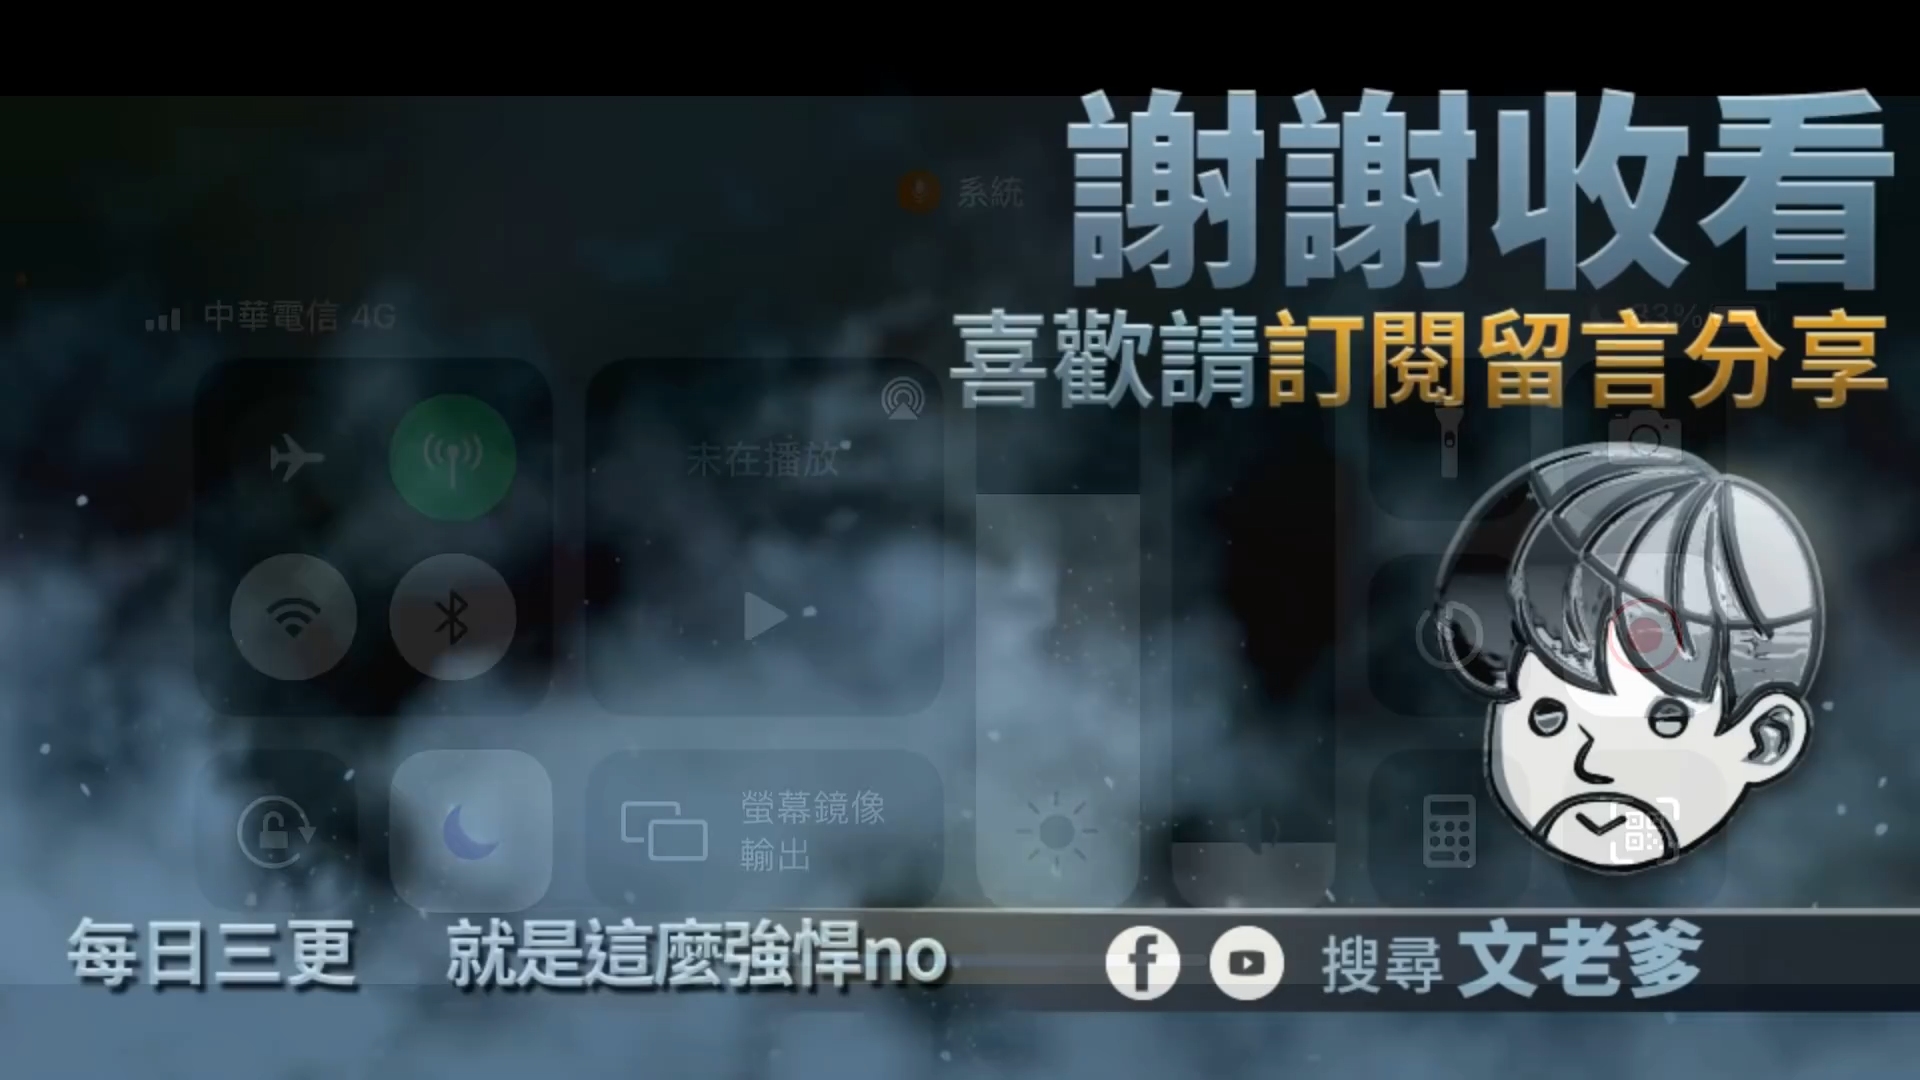 謝謝收看
系統
中華電信 4G
33%
喜歡請訂閱留言分享
未在播放
螢幕鏡像
輸出
每日三更 就是這麼強悍no
搜尋 文老爹